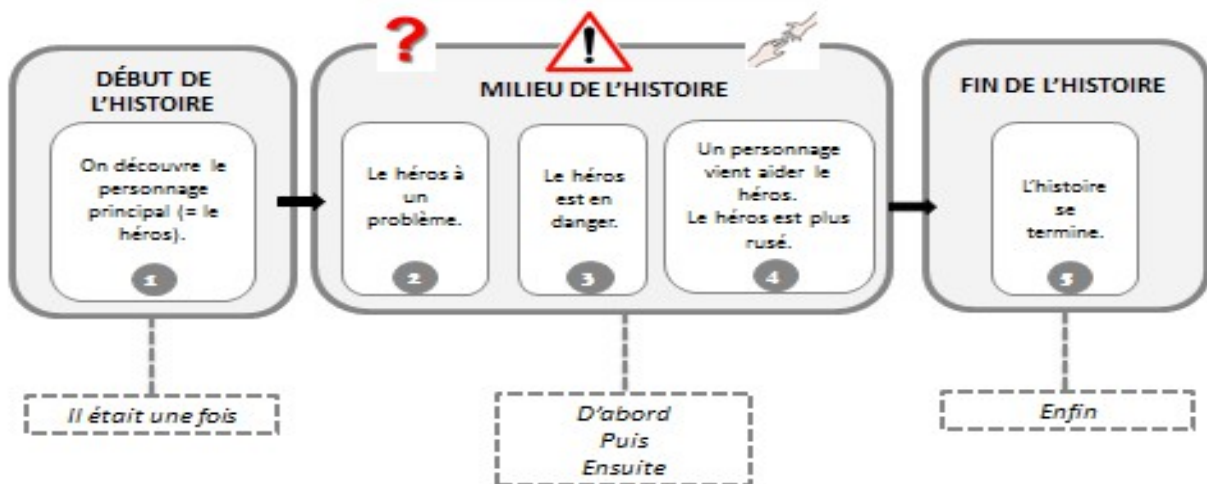 ?
!
DÉBUT DE
L’HISTOIRE
On découvre le
personnage
principal (= le
héros).
1
MILIEU DE L’HISTOIRE
Le héros à
un
problème.
2
Le héros
est en
danger.
3
Un personnage
vient aider le
héros.
Le héros est plus
rusé.
4
FIN DE L’HISTOIRE
L’histoire
se
termine.
5
Il était une fois
D’abord
Puis
Ensuite
Enfin